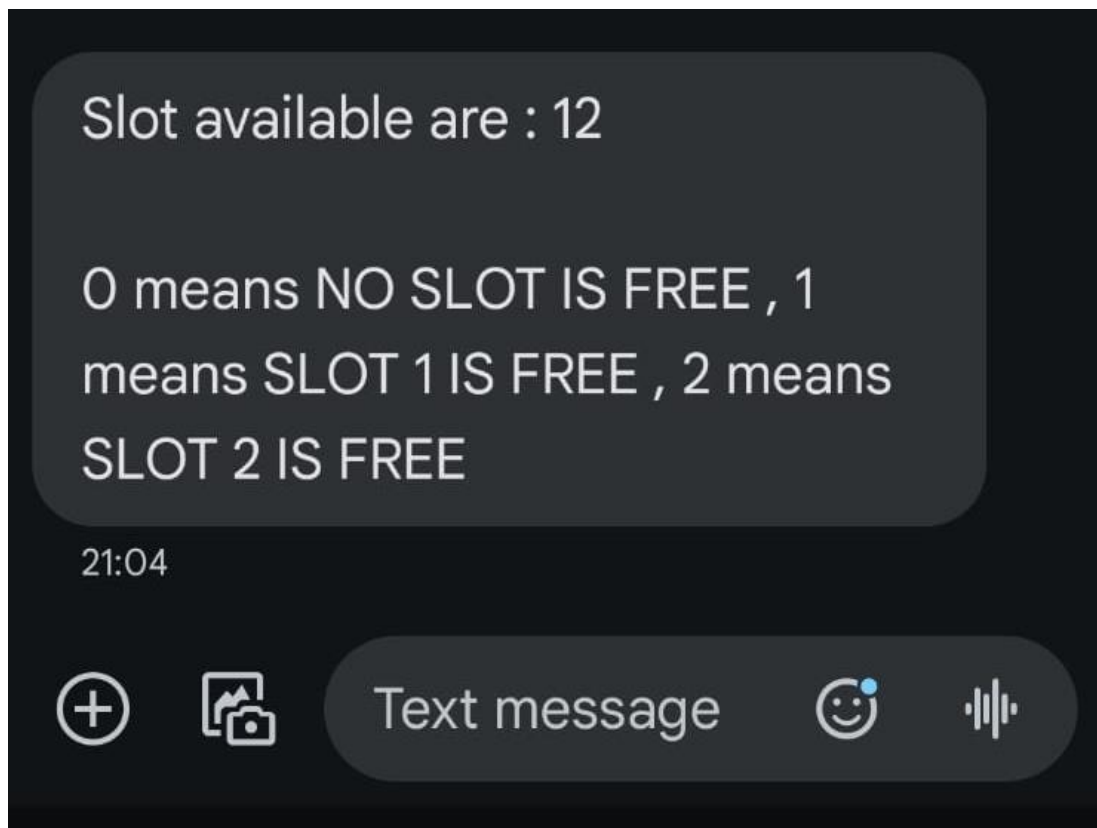 Slot available are : 12
0 means NO SLOT IS FREE , 1
means SLOT 1 IS FREE , 2 means
SLOT 2 IS FREE
21:04
Text message